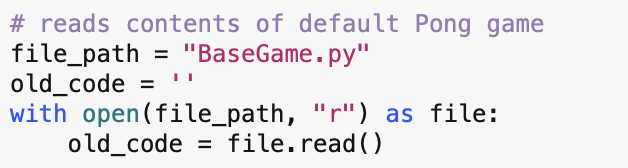 # reads contents of default Pong game
file_path = "BaseGame.py"
old_code = ''
with open(file_path, "r") as file:
    old_code = file.read()